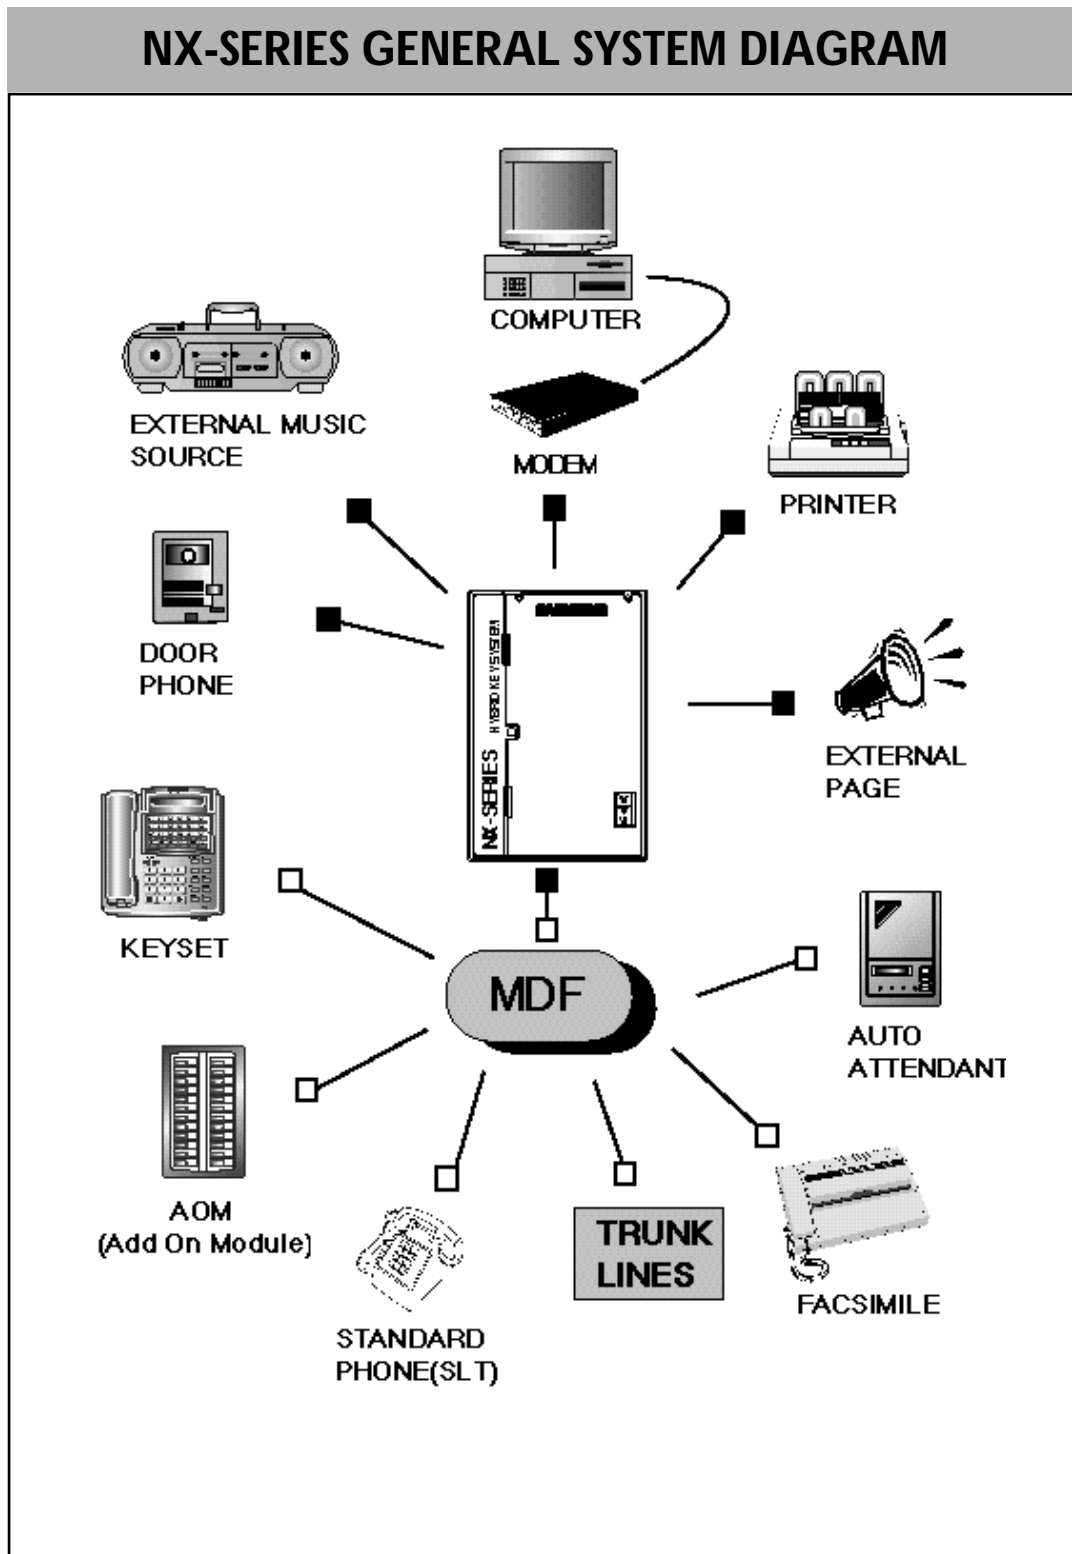 NX-SERIES GENERAL SYSTEM DIAGRAM
COMPUTER
EXTERNAL MUSIC
SOURCE
MODEM
PRINTER
DOOR
PHONE
NX-SERIES HYBRID KEY SYSTEM
EXTERNAL
PAGE
KEYSET
MDF
AUTO
ATTENDANT
AOM
(Add On Module)
TRUNK
LINES
FACSIMILE
STANDARD
PHONE(SLT)